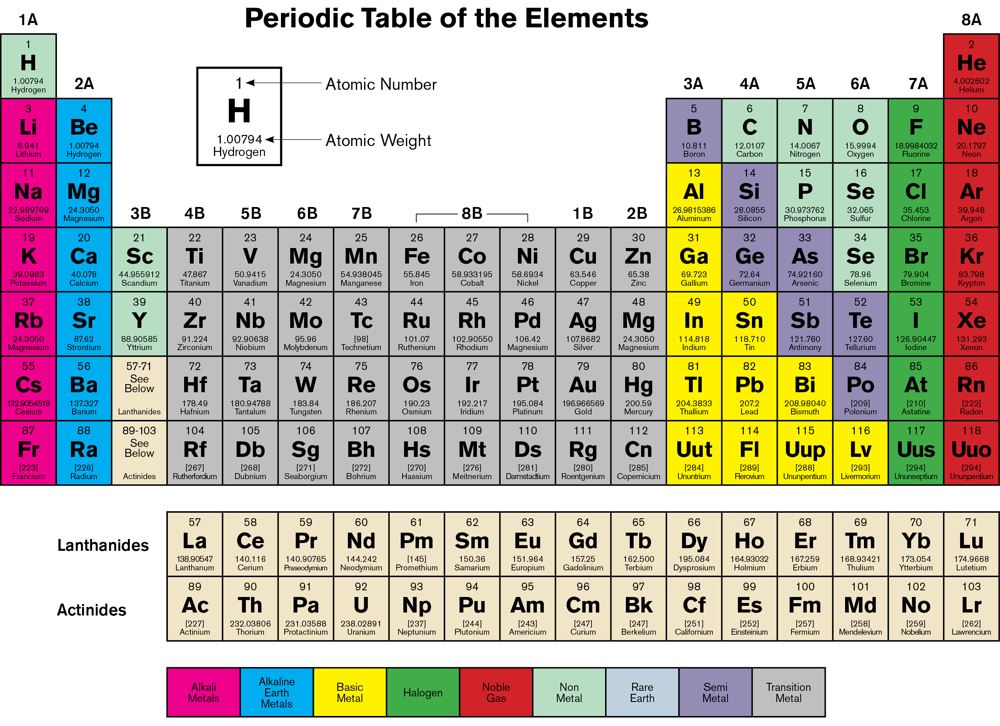 Periodic Table of the Elements
1A
8A
1
H
1.00794
Hydrogen
2
He
4.002602
Helium
1
H
1.00794
Hydrogen
Atomic Number
Atomic Weight
2A
3A 4A 5A 6A 7A
3
Li
6.941
Lithium
4
Be
1.00794
Hydrogen
5
B
10.811
Boron
6
C
12.0107
Carbon
7
N
14.0067
Nitrogen
8
O
15.9994
Oxygen
9
F
18.9984032
Fluorine
10
Ne
20.1797
Neon
11
Na
22.989769
Sodium
12
Mg
24.3050
Magnesium
13
Al
26.9815386
Aluminum
14
Si
28.0855
Silicon
15
P
30.973762
Phosphorus
16
Se
32.065
Sulfur
17
Cl
35.453
Chlorine
18
Ar
39.948
Argon
3B 4B 5B 6B 7B 8B 1B 2B
19
K
39.0983
Potassium
20
Ca
40.078
Calcium
21
Sc
44.955912
Scandium
22
Ti
47.867
Titanium
23
V
50.9415
Vanadium
24
Mg
24.3050
Magnesium
25
Mn
54.938045
Manganese
26
Fe
55.845
Iron
27
Co
58.933195
Cobalt
28
Ni
58.6934
Nickel
29
Cu
63.546
Copper
30
Zn
65.38
Zinc
31
Ga
69.723
Gallium
32
Ge
72.64
Germanium
33
As
74.92160
Arsenic
34
Se
78.96
Selenium
35
Br
79.904
Bromine
36
Kr
83.798
Krypton
37
Rb
24.3050
Magnesium
38
Sr
87.62
Strontium
39
Y
88.90585
Yttrium
40
Zr
91.224
Zirconium
41
Nb
92.90638
Niobium
42
Mo
95.96
Molybdenum
43
Tc
[98]
Technetium
44
Ru
101.07
Ruthenium
45
Rh
102.90550
Rhodium
46
Pd
106.42
Magnesium
47
Ag
107.8682
Silver
48
Mg
24.3050
Magnesium
49
In
114.818
Indium
50
Sn
118.710
Tin
51
Sb
121.760
Antimony
52
Te
127.60
Tellurium
53
I
126.90447
Iodine
54
Xe
131.293
Xenon
55
Cs
132.9054519
Cesium
56
Ba
137.327
Barium
57-71
See
Below
Lanthanides
72
Hf
178.49
Hafnium
73
Ta
180.94788
Tantalum
74
W
183.84
Tungsten
75
Re
186.207
Rhenium
76
Os
190.23
Osmium
77
Ir
192.217
Iridium
78
Pt
195.084
Platinum
79
Au
196.966569
Gold
80
Hg
200.59
Mercury
81
Tl
204.3833
Thallium
82
Pb
207.2
Lead
83
Bi
208.98040
Bismuth
84
Po
[209]
Polonium
85
At
[210]
Astatine
86
Rn
[222]
Radon
87
Fr
[223]
Francium
88
Ra
[226]
Radium
89-103
See
Below
Actinides
104
Rf
[267]
Rutherfordium
105
Db
[268]
Dubnium
106
Sg
[271]
Seaborgium
107
Bh
[272]
Bohrium
108
Hs
[270]
Hassium
109
Mt
[276]
Meitnerium
110
Ds
[281]
Darmstadtium
111
Rg
[280]
Roentgenium
112
Cn
[285]
Copernicium
113
Uut
[284]
Ununtrium
114
Fl
[289]
Flerovium
115
Uup
[288]
Ununpentium
116
Lv
[293]
Livermorium
117
Uus
[294]
Ununseptium
118
Uuo
[294]
Ununpentium
Lanthanides
57
La
138.90547
Lanthanum
58
Ce
140.116
Cerium
59
Pr
140.90765
Praseodymium
60
Nd
144.242
Neodymium
61
Pm
[145]
Promethium
62
Sm
150.36
Samarium
63
Eu
151.964
Europium
64
Gd
157.25
Gadolinium
65
Tb
162.500
Terbium
66
Dy
195.084
Dysprosium
67
Ho
164.93032
Holmium
68
Er
167.259
Erbium
69
Tm
168.93421
Thulium
70
Yb
173.054
Ytterbium
71
Lu
174.9668
Lutetium
Actinides
89
Ac
[227]
Actinium
90
Th
232.03806
Thorium
91
Pa
231.03588
Protactinium
92
U
238.02891
Uranium
93
Np
[237]
Neptunium
94
Pu
[244]
Plutonium
95
Am
[243]
Americium
96
Cm
[247]
Curium
97
Bk
[247]
Berkelium
98
Cf
[251]
Californium
99
Es
[252]
Einsteinium
100
Fm
[257]
Fermium
101
Md
[258]
Mendelevium
102
No
[259]
Nobelium
103
Lr
[262]
Lawrencium
Alkali
Metals
Alkaline
Earth
Metals
Basic
Metal
Halogen
Noble
Gas
Non
Metal
Rare
Earth
Semi
Metal
Transition
Metal